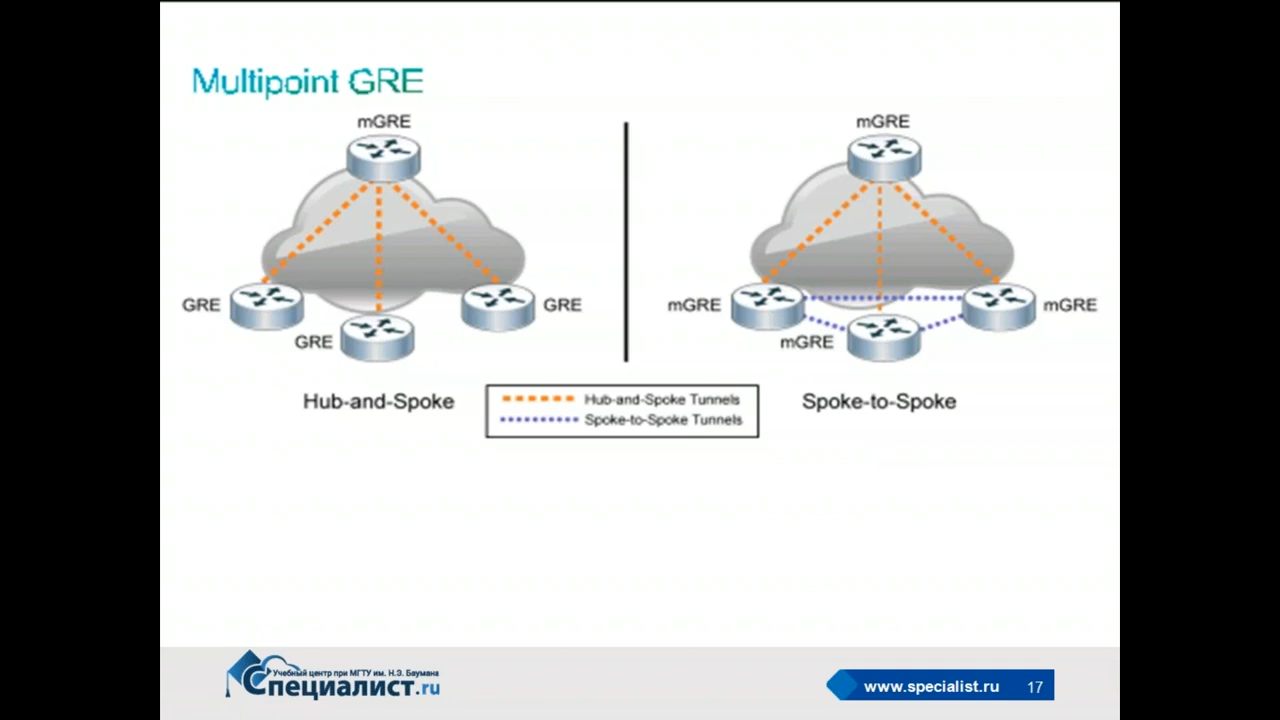 Multipoint GRE
mGRE
GRE
GRE
GRE
Hub-and-Spoke
mGRE
mGRE
mGRE
mGRE
Spoke-to-Spoke
Hub-and-Spoke Tunnels
Spoke-to-Spoke Tunnels
Учебный центр при МГТУ им. Н.Э. Баумана
Специалист.ru
www.specialist.ru 17